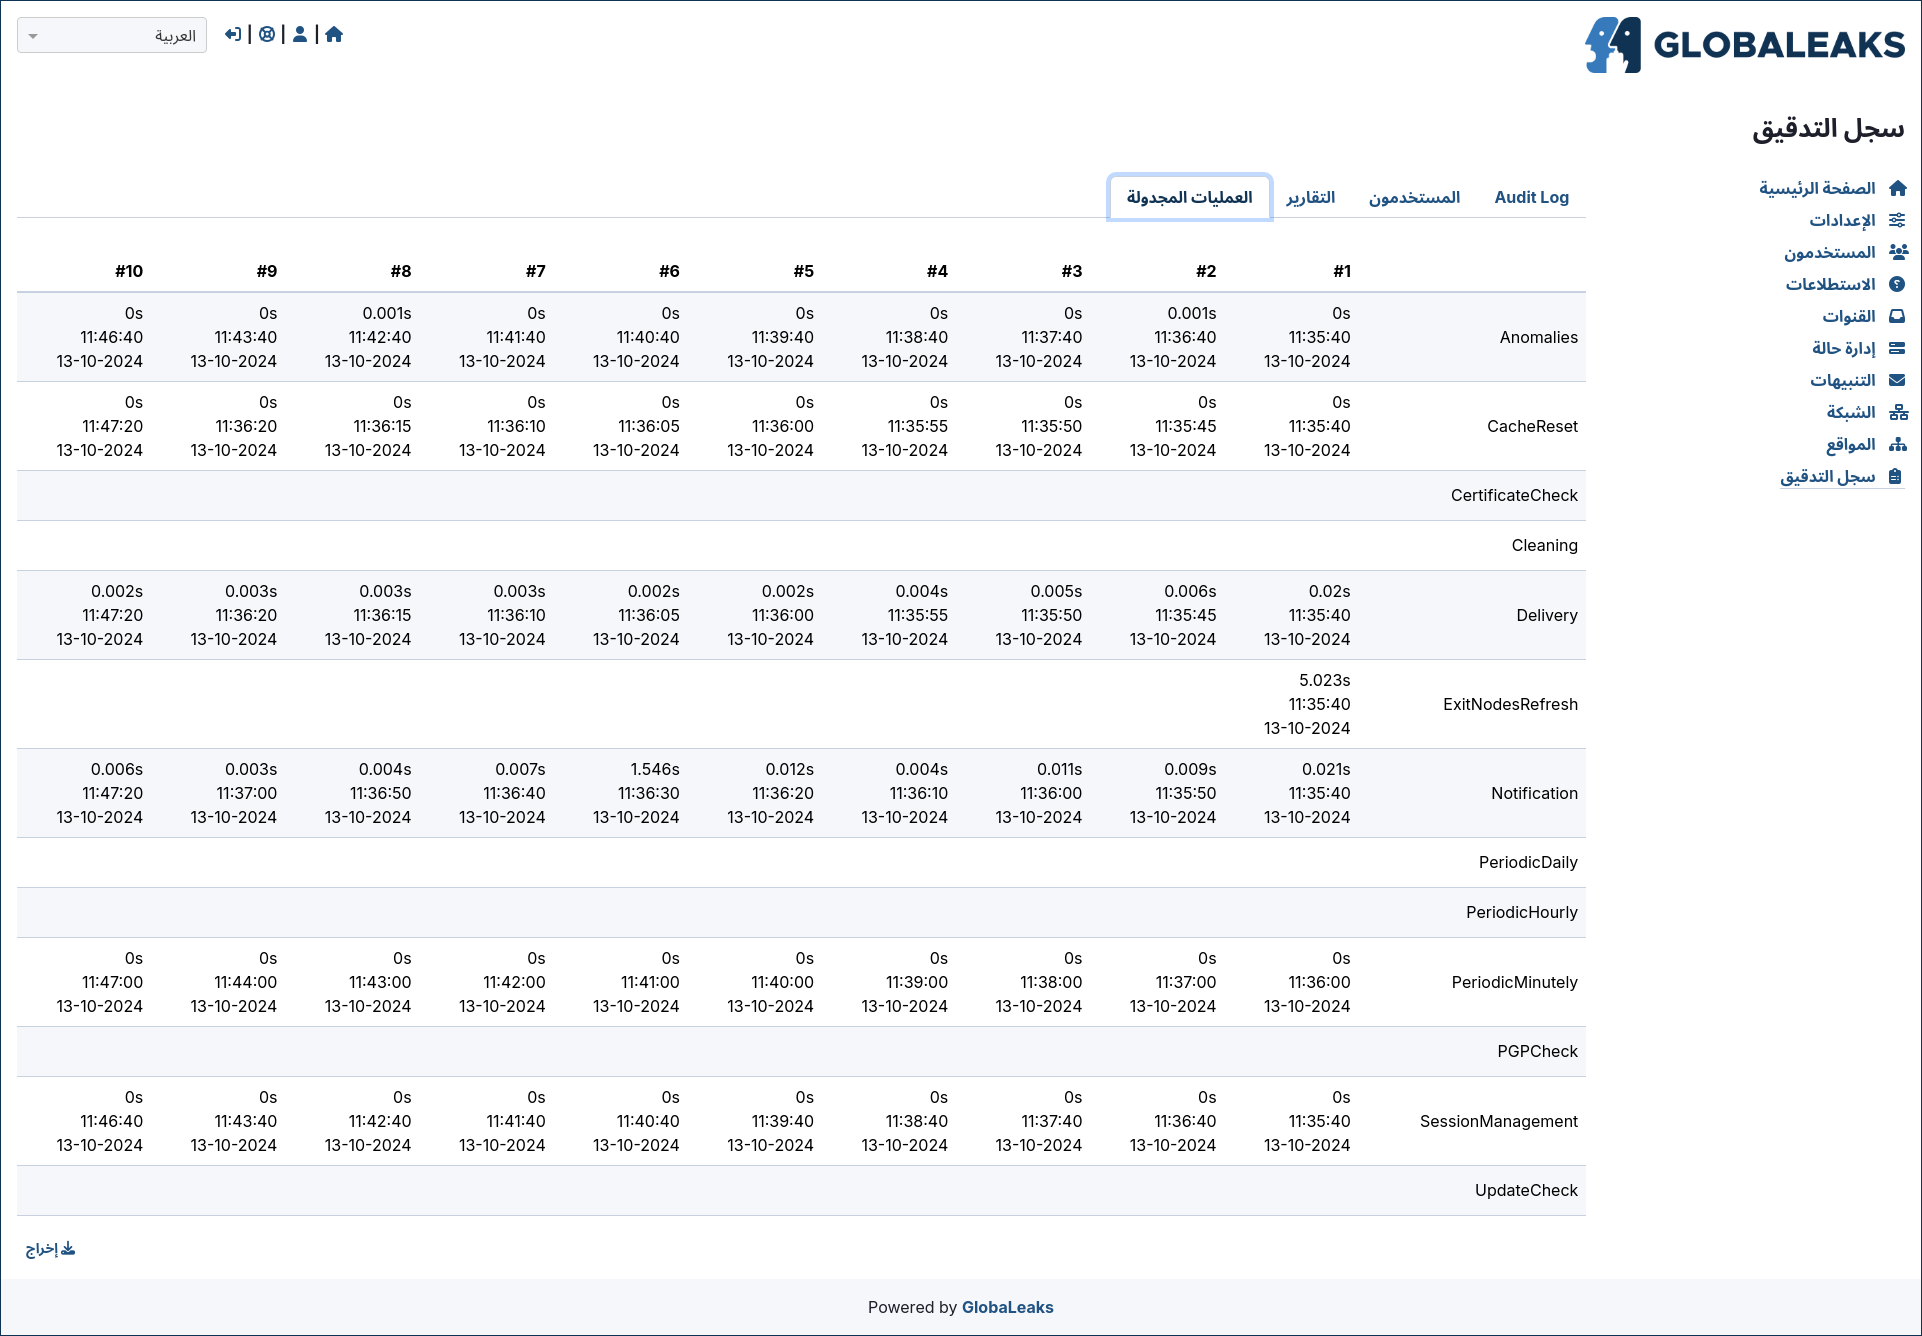 GLOBALEAKS
العربية
سجل التدقيق
الصفحة الرئيسية
الإعدادات
المستخدمون
الاستطلاعات
القنوات
إدارة حالة
التنبيهات
الشبكة
المواقع
سجل التدقيق
Audit Log المستخدمون التقارير العمليات المجدولة
#1 #2 #3 #4 #5 #6 #7 #8 #9 #10
Anomalies
0s 0.001s 0s 0s 0s 0s 0s 0.001s 0s 0s
11:35:40 11:36:40 11:37:40 11:38:40 11:39:40 11:40:40 11:41:40 11:42:40 11:43:40 11:46:40
13-10-2024 13-10-2024 13-10-2024 13-10-2024 13-10-2024 13-10-2024 13-10-2024 13-10-2024 13-10-2024 13-10-2024
CacheReset
0s 0s 0s 0s 0s 0s 0s 0s 0s 0s
11:35:40 11:35:45 11:35:50 11:35:55 11:36:00 11:36:05 11:36:10 11:36:15 11:36:20 11:47:20
13-10-2024 13-10-2024 13-10-2024 13-10-2024 13-10-2024 13-10-2024 13-10-2024 13-10-2024 13-10-2024 13-10-2024
CertificateCheck
Cleaning
Delivery
0.02s 0.006s 0.005s 0.004s 0.002s 0.002s 0.003s 0.003s 0.003s 0.002s
11:35:40 11:35:45 11:35:50 11:35:55 11:36:00 11:36:05 11:36:10 11:36:15 11:36:20 11:47:20
13-10-2024 13-10-2024 13-10-2024 13-10-2024 13-10-2024 13-10-2024 13-10-2024 13-10-2024 13-10-2024 13-10-2024
ExitNodesRefresh
5.023s
11:35:40
13-10-2024
Notification
0.021s 0.009s 0.011s 0.004s 0.012s 1.546s 0.007s 0.004s 0.003s 0.006s
11:35:40 11:35:50 11:36:00 11:36:10 11:36:20 11:36:30 11:36:40 11:36:50 11:37:00 11:47:20
13-10-2024 13-10-2024 13-10-2024 13-10-2024 13-10-2024 13-10-2024 13-10-2024 13-10-2024 13-10-2024 13-10-2024
PeriodicDaily
PeriodicHourly
PeriodicMinutely
0s 0s 0s 0s 0s 0s 0s 0s 0s 0s
11:36:00 11:37:00 11:38:00 11:39:00 11:40:00 11:41:00 11:42:00 11:43:00 11:44:00 11:47:00
13-10-2024 13-10-2024 13-10-2024 13-10-2024 13-10-2024 13-10-2024 13-10-2024 13-10-2024 13-10-2024 13-10-2024
PGPCheck
SessionManagement
0s 0s 0s 0s 0s 0s 0s 0s 0s 0s
11:35:40 11:36:40 11:37:40 11:38:40 11:39:40 11:40:40 11:41:40 11:42:40 11:43:40 11:46:40
13-10-2024 13-10-2024 13-10-2024 13-10-2024 13-10-2024 13-10-2024 13-10-2024 13-10-2024 13-10-2024 13-10-2024
UpdateCheck
إخراج
Powered by GlobaLeaks